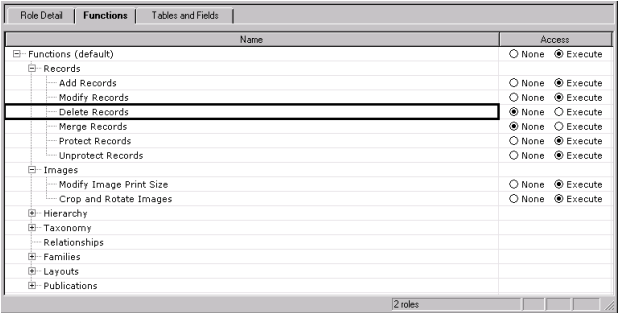 Role Detail Functions Tables and Fields
Name Access
Functions (default) None Execute
Records
Add Records None Execute
Modify Records None Execute
Delete Records None Execute
Merge Records None Execute
Protect Records None Execute
Unprotect Records None Execute
Images
Modify Image Print Size None Execute
Crop and Rotate Images None Execute
Hierarchy
Taxonomy
Relationships
Families
Layouts
Publications
2 roles